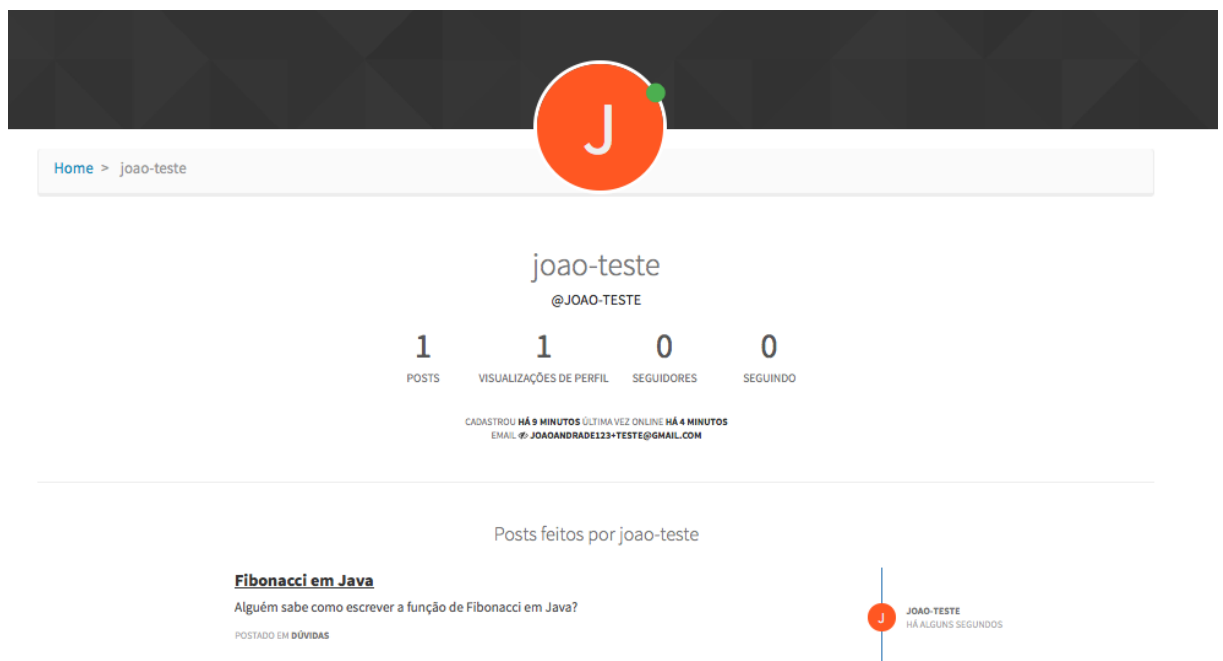 J
Home > joao-teste
joao-teste
@JOAO-TESTE
1 1 0 0
POSTS VISUALIZAÇÕES DE PERFIL SEGUIDORES SEGUINDO
CADASTROU HÁ 9 MINUTOS ÚLTIMA VEZ ONLINE HÁ 4 MINUTOS
EMAIL JOAOANDRADE123+TESTE@GMAIL.COM
Posts feitos por joao-teste
Fibonacci em Java
Alguém sabe como escrever a função de Fibonacci em Java?
POSTADO EM DÚVIDAS
J
JOAO-TESTE
HÁ ALGUNS SEGUNDOS